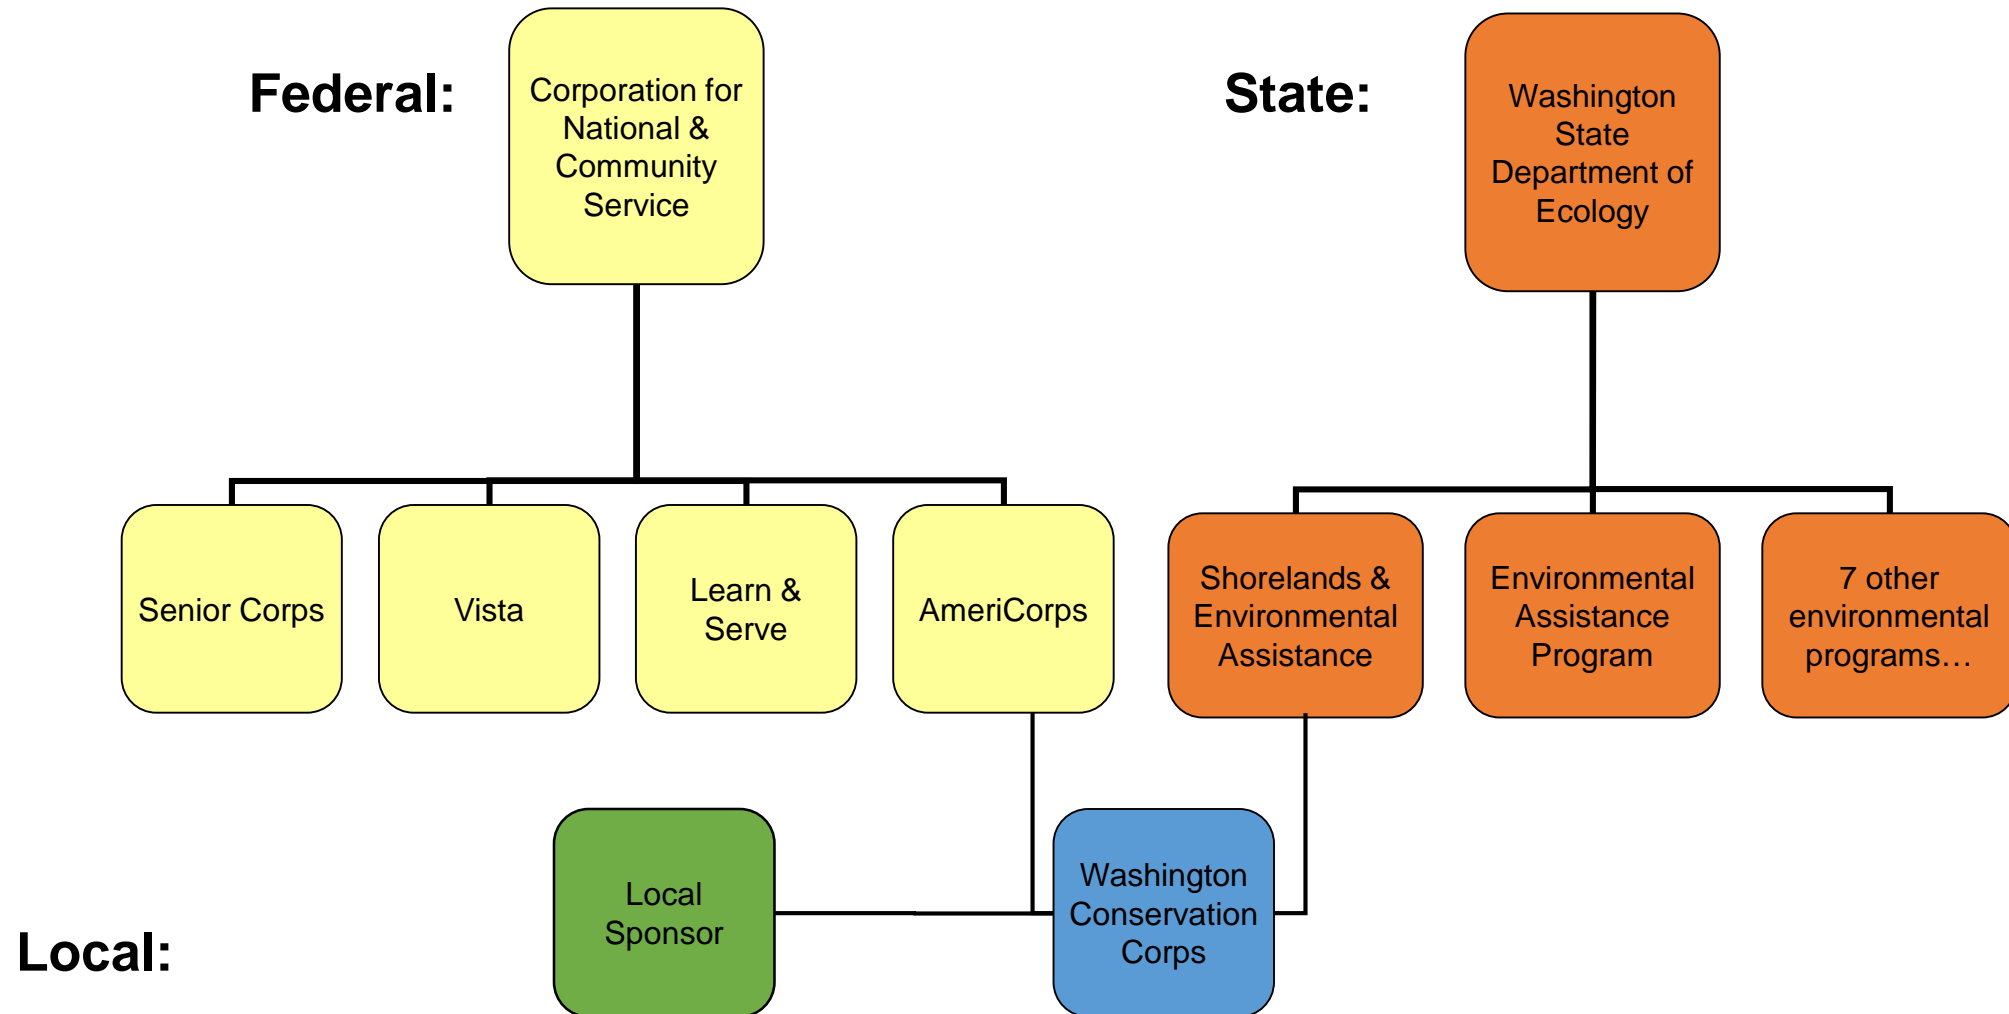 Federal:
Corporation for
National &
Community
Service
State:
Washington
State
Department of
Ecology
Senior Corps
Vista
Learn &
Serve
AmeriCorps
Shorelands &
Environmental
Assistance
Environmental
Assistance
Program
7 other
environmental
programs…
Local:
Local
Sponsor
Washington
Conservation
Corps